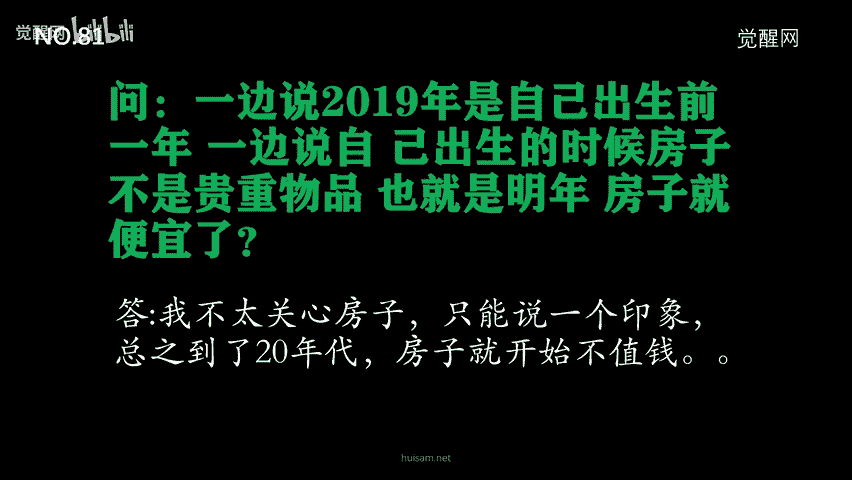 觉醒网 bilibili
NO.81
觉醒网
问：一边说2019年是自己出生前
一年 一边说自 己出生的时候房子
不是贵重物品 也就是明年 房子就
便宜了？
答:我不太关心房子，只能说一个印象，
总之到了20年代，房子就开始不值钱。。
huisam.net